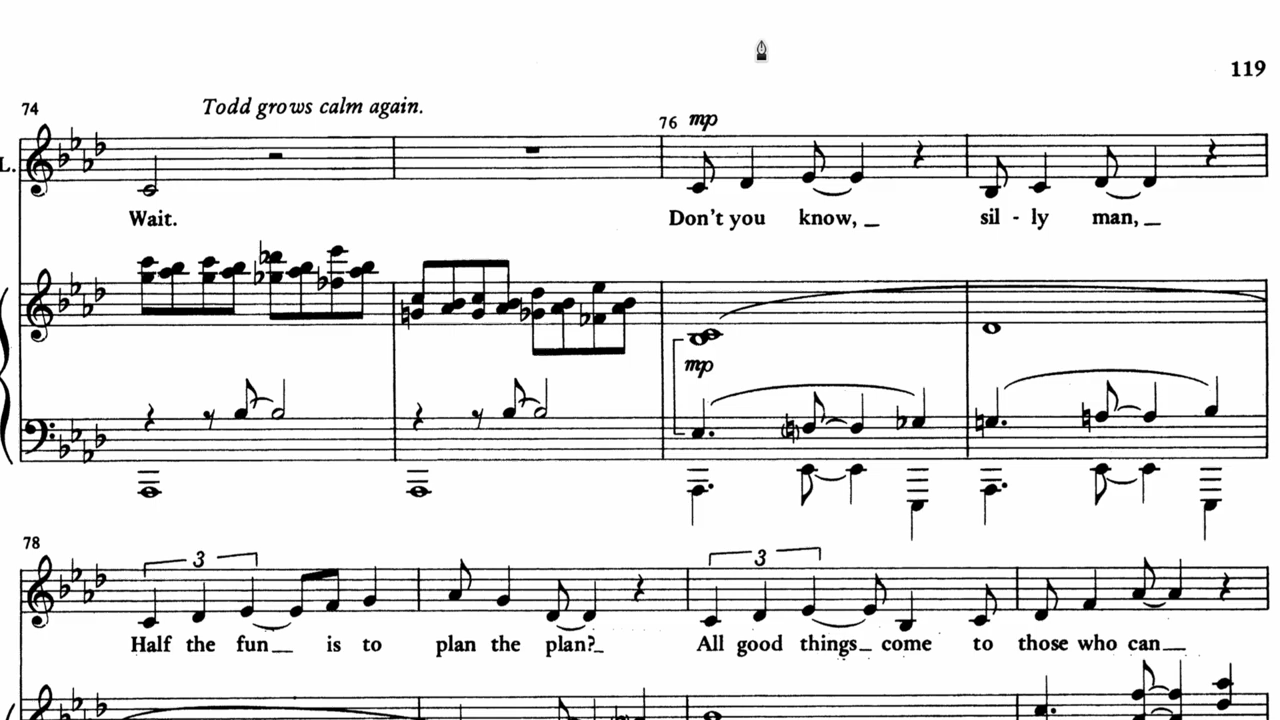 119
74 Todd grows calm again. 76 mp
L.
Wait. Don't you know, sil - ly man,
mp
78 3 3
Half the fun is to plan the plan? All good things come to those who can